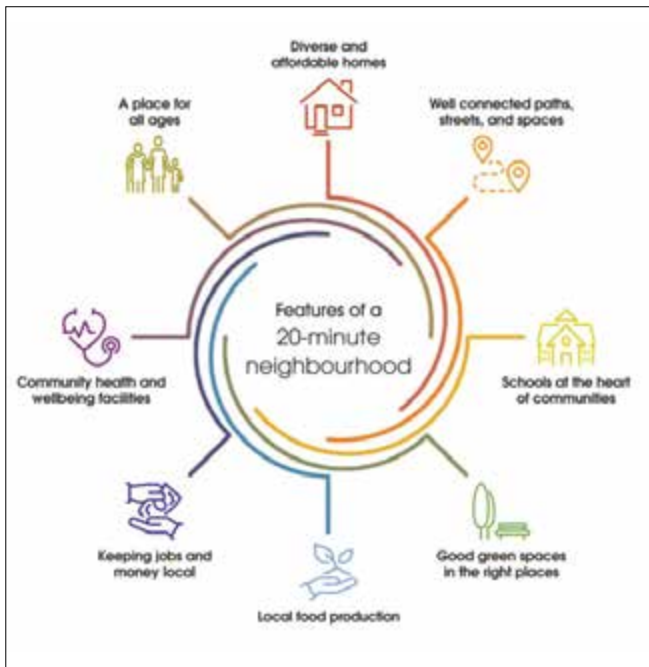 Diverse and
affordable homes
Well connected paths,
streets, and spaces
Schools at the heart
of communities
Good green spaces
in the right places
Local food production
Keeping jobs and
money local
Community health and
wellbeing facilities
A place for
all ages
Features of a
20-minute
neighbourhood